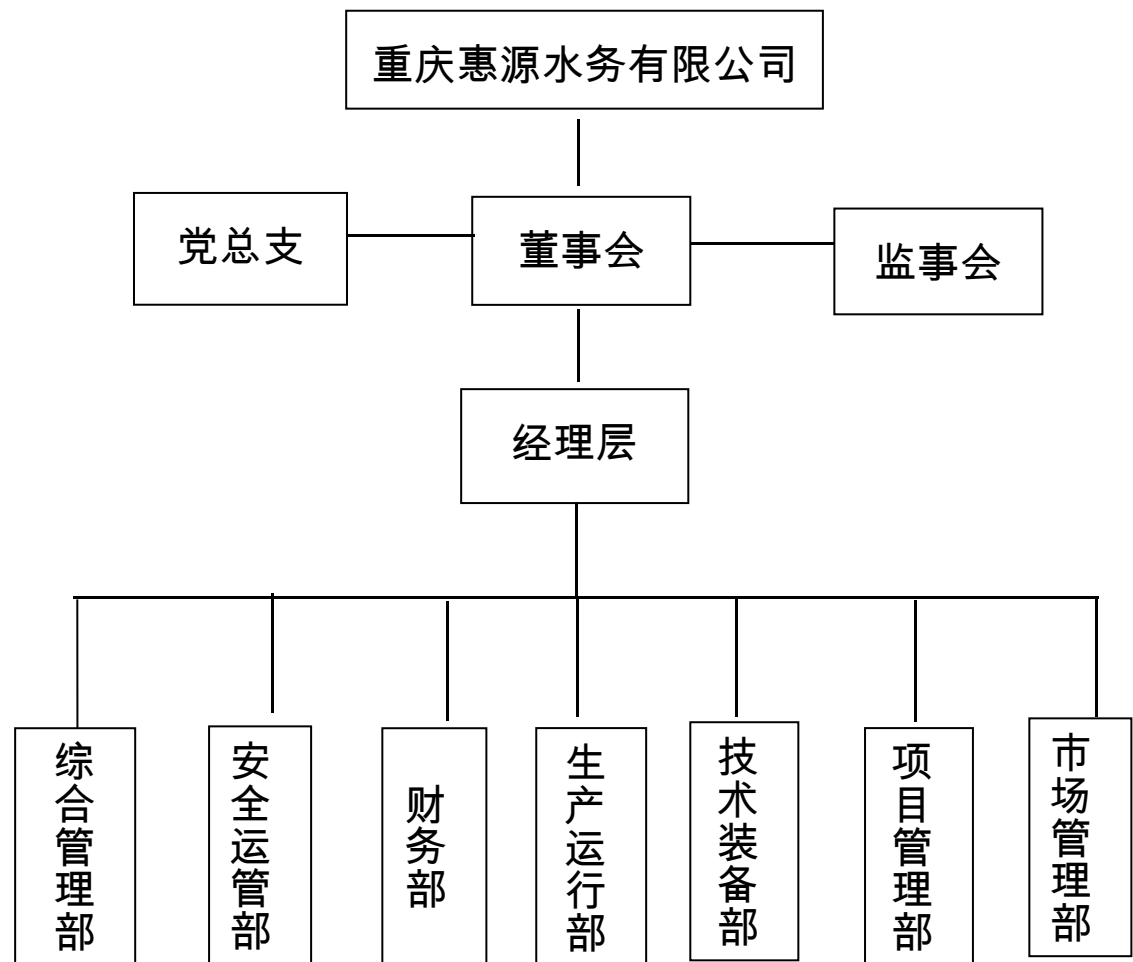 重庆惠源水务有限公司
党总支
董事会
监事会
经理层
综合管理部
安全运管部
财务部
生产运行部
技术装备部
项目管理部
市场管理部